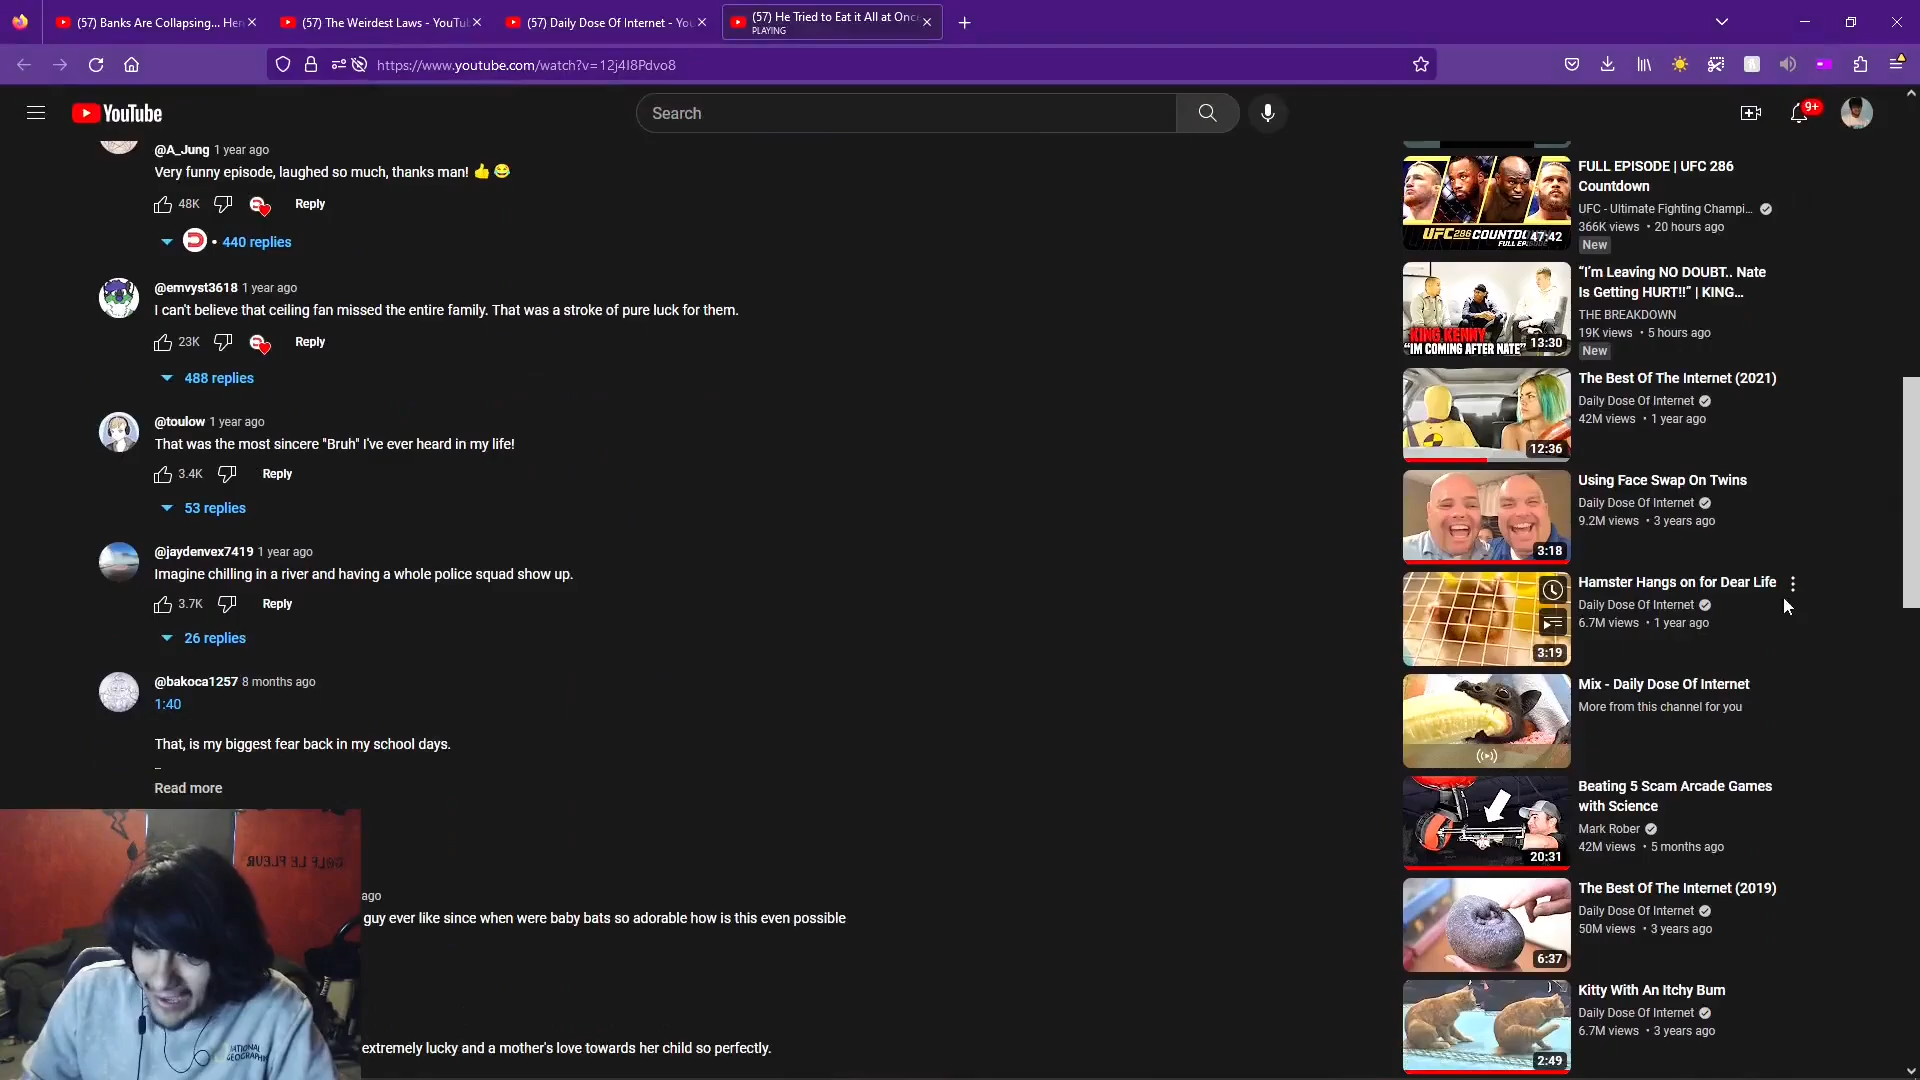 (57) Banks Are Collapsing... Her
(57) The Weirdest Laws - YouTu
(57) Daily Dose Of Internet - You
(57) He Tried to Eat it All at Once
PLAYING
https://www.youtube.com/watch?v=12j4I8Pdvo8
YouTube
Search
9+
@A_Jung 1 year ago
Very funny episode, laughed so much, thanks man! 👍😂
48K
Reply
440 replies
@emvyst3618 1 year ago
I can't believe that ceiling fan missed the entire family. That was a stroke of pure luck for them.
23K
Reply
488 replies
@toulow 1 year ago
That was the most sincere "Bruh" I've ever heard in my life!
3.4K
Reply
53 replies
@jaydenvex7419 1 year ago
Imagine chilling in a river and having a whole police squad show up.
3.7K
Reply
26 replies
@bakoca1257 8 months ago
1:40
That, is my biggest fear back in my school days.
_
Read more
GOLF LE FLEUR
ago
guy ever like since when were baby bats so adorable how is this even possible
extremely lucky and a mother's love towards her child so perfectly.
NATIONAL
GEOGRAPHIC
UFC 286 COUNTDOWN
FULL EPISODE
47:42
FULL EPISODE | UFC 286
Countdown
UFC - Ultimate Fighting Champi...
366K views • 20 hours ago
New
KING KENNY
"IM COMING AFTER NATE"
13:30
"I'm Leaving NO DOUBT.. Nate
Is Getting HURT!!" | KING...
THE BREAKDOWN
19K views • 5 hours ago
New
12:36
The Best Of The Internet (2021)
Daily Dose Of Internet
42M views • 1 year ago
3:18
Using Face Swap On Twins
Daily Dose Of Internet
9.2M views • 3 years ago
3:19
Hamster Hangs on for Dear Life
Daily Dose Of Internet
6.7M views • 1 year ago
Mix - Daily Dose Of Internet
More from this channel for you
20:31
Beating 5 Scam Arcade Games
with Science
Mark Rober
42M views • 5 months ago
6:37
The Best Of The Internet (2019)
Daily Dose Of Internet
50M views • 3 years ago
2:49
Kitty With An Itchy Bum
Daily Dose Of Internet
6.7M views • 3 years ago